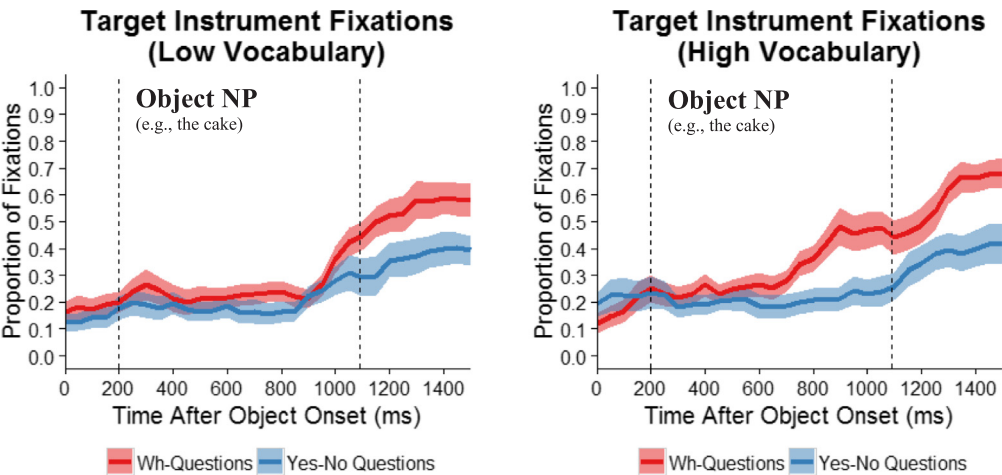 Target Instrument Fixations
(Low Vocabulary)
Proportion of Fixations
1.0
0.9
0.8
0.7
0.6
0.5
0.4
0.3
0.2
0.1
0.0
Object NP
(e.g., the cake)
0 200 400 600 800 1000 1200 1400
Time After Object Onset (ms)
Wh-Questions Yes-No Questions
Target Instrument Fixations
(High Vocabulary)
Proportion of Fixations
1.0
0.9
0.8
0.7
0.6
0.5
0.4
0.3
0.2
0.1
0.0
Object NP
(e.g., the cake)
0 200 400 600 800 1000 1200 1400
Time After Object Onset (ms)
Wh-Questions Yes-No Questions